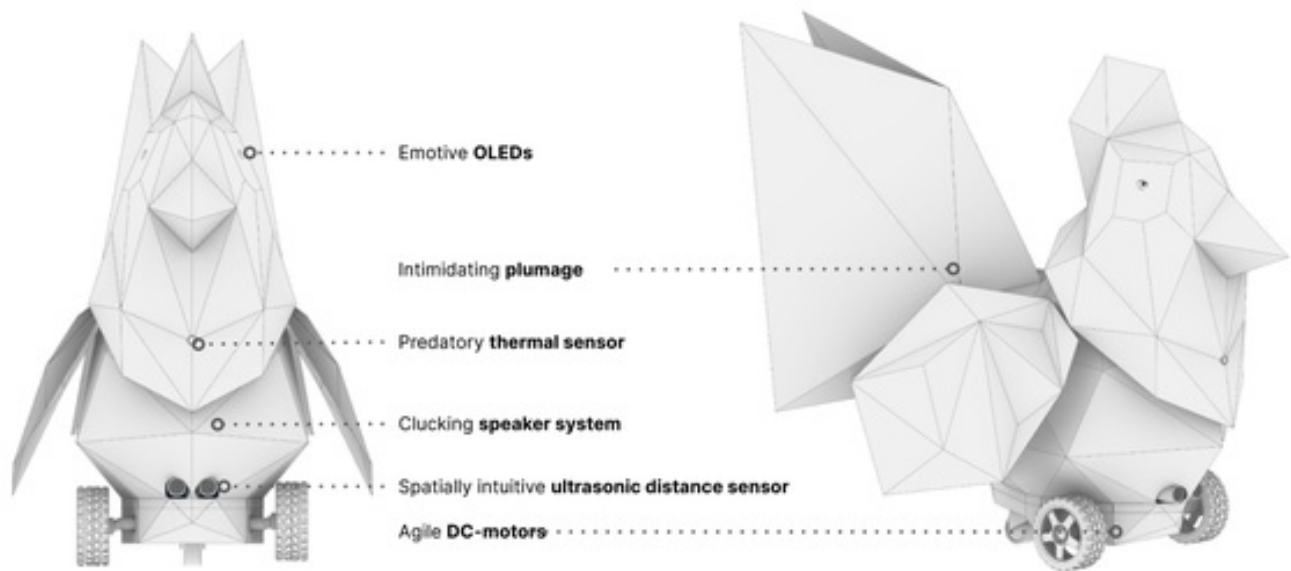 Emotive OLEDs
Intimidating plumage
Predatory thermal sensor
Clucking speaker system
Spatially intuitive ultrasonic distance sensor
Agile DC-motors